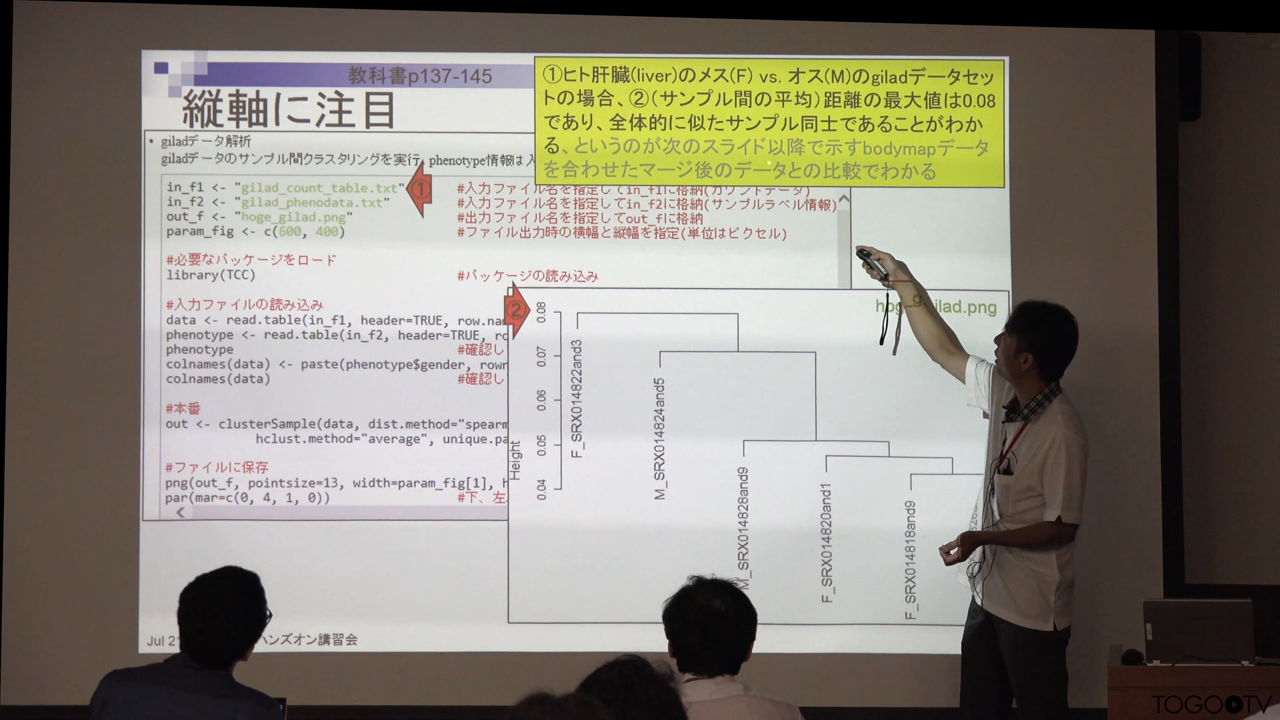 教科書p137-145
縦軸に注目
①ヒト肝臓(liver)のメス(F) vs. オス(M)のgiladデータセッ
トの場合、②(サンプル間の平均)距離の最大値は0.08
であり、全体的に似たサンプル同士であることがわか
る、というのが次のスライド以降で示すbodymapデータ
を合わせたマージ後のデータとの比較でわかる
• giladデータ解析
giladデータのサンプル間クラスタリングを実行。phenotype情報は入
in_f1 <- "gilad_count_table.txt" #入力ファイル名を指定してin_f1に格納(カウントデータ)
①
in_f2 <- "gilad_phenodata.txt" #入力ファイル名を指定してin_f2に格納(サンプルラベル情報)
out_f <- "hoge_gilad.png" #出力ファイル名を指定してout_fに格納
param_fig <- c(600, 400) #ファイル出力時の横幅と縦幅を指定(単位はピクセル)
#必要なパッケージをロード
library(TCC) #パッケージの読み込み
#入力ファイルの読み込み
data <- read.table(in_f1, header=TRUE, row.na
phenotype <- read.table(in_f2, header=TRUE, r
phenotype #確認し
colnames(data) <- paste(phenotype$gender, rown
colnames(data) #確認し
#本番
out <- clusterSample(data, dist.method="spearm
hclust.method="average", unique.pa
#ファイルに保存
png(out_f, pointsize=13, width=param_fig[1], h
par(mar=c(0, 4, 1, 0)) #下、左
②
hoge_gilad.png
Height
0.08
0.07
0.06
0.05
0.04
F_SRX014822and3
M_SRX014824and5
M_SRX014828and9
F_SRX014820and1
F_SRX014818and9
Jul 2
ハンズオン講習会
TOGOTV